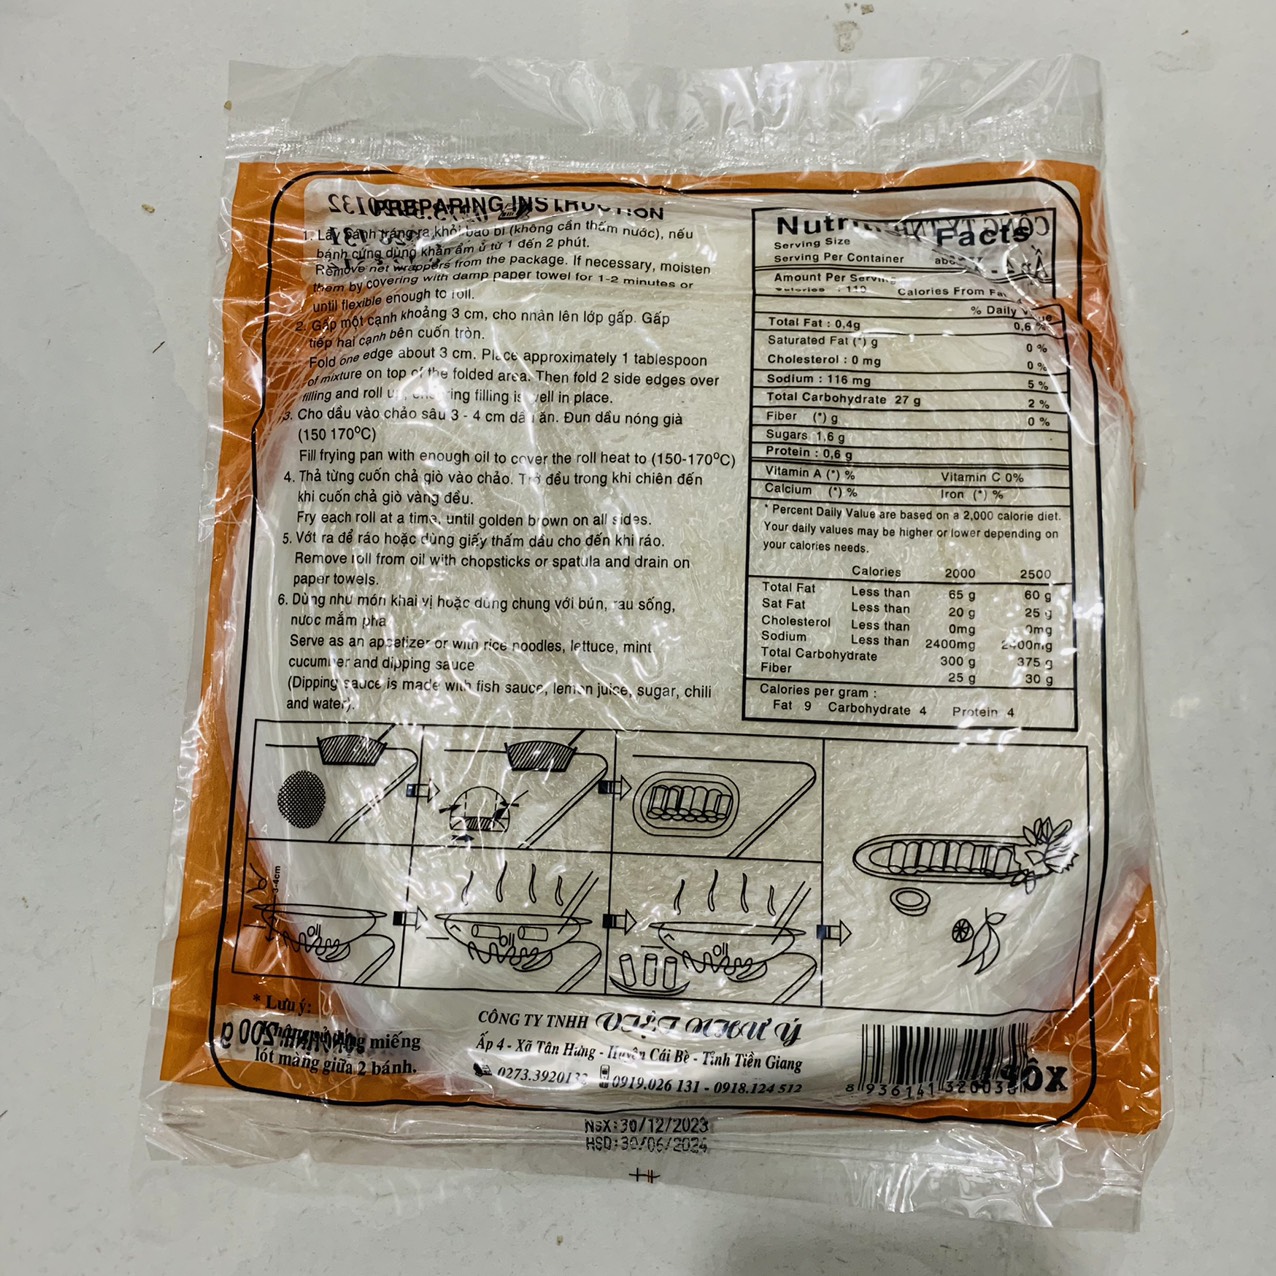 PREPARING INSTRUCTION
1. Lấy bánh tráng ra khỏi bao bì (không cần thấm nước), nếu
bánh cứng dùng khăn ẩm ủ từ 1 đến 2 phút.
Remove net wrappers from the package. If necessary, moisten
them by covering with damp paper towel for 1-2 minutes or
until flexible enough to roll.
2. Gấp một cạnh khoảng 3 cm, cho nhân lên lớp gấp. Gấp
tiếp hai cạnh bên cuốn tròn.
Fold one edge about 3 cm. Place approximately 1 tablespoon
of mixture on top of the folded area. Then fold 2 side edges over
filling and roll up, ensuring filling is well in place.
3. Cho dầu vào chảo sâu 3 - 4 cm dầu ăn. Đun dầu nóng già
(150 170ºC)
Fill frying pan with enough oil to cover the roll heat to (150-170ºC)
4. Thả từng cuốn chả giò vào chảo. Trở đều trong khi chiên đến
khi cuốn chả giò vàng đều.
Fry each roll at a time, until golden brown on all sides.
5. Vớt ra để ráo hoặc dùng giấy thấm dầu cho đến khi ráo.
Remove roll from oil with chopsticks or spatula and drain on
paper towels.
6. Dùng như món khai vị hoặc dùng chung với bún, rau sống,
nước mắm pha
Serve as an appetizer or with rice noodles, lettuce, mint
cucumber and dipping sauce
(Dipping sauce is made with fish sauce, lemon juice, sugar, chili
and water).
Nutrition Facts
Serving Size
Serving Per Container
Amount Per Serving
Calories : 110 Calories From Fat
% Daily Value
Total Fat : 0,4g 0,6 %
Saturated Fat (*) g 0 %
Cholesterol : 0 mg 0 %
Sodium : 116 mg 5 %
Total Carbohydrate 27 g 2 %
Fiber (*) g 0 %
Sugars 1,6 g
Protein : 0,6 g
Vitamin A (*) % Vitamin C 0%
Calcium (*) % Iron (*) %
* Percent Daily Value are based on a 2,000 calorie diet.
Your daily values may be higher or lower depending on
your calories needs.
Calories 2000 2500
Total Fat Less than 65 g 60 g
Sat Fat Less than 20 g 25 g
Cholesterol Less than 0mg 0mg
Sodium Less than 2400mg 2400mg
Total Carbohydrate 300 g 375 g
Fiber 25 g 30 g
Calories per gram :
Fat 9 Carbohydrate 4 Protein 4
3-4cm
Oil
Oil
Oil
* Lưu ý:
miếng
lót màng giữa 2 bánh.
CÔNG TY TNHH VIỆT NHƯ Ý
Ấp 4 - Xã Tân Hưng - Huyện Cái Bè - Tỉnh Tiền Giang
0273.3920132 0919.026 131 - 0918.124 512
8 936141 32003
NSX:30/12/2023
HSD:30/06/2024